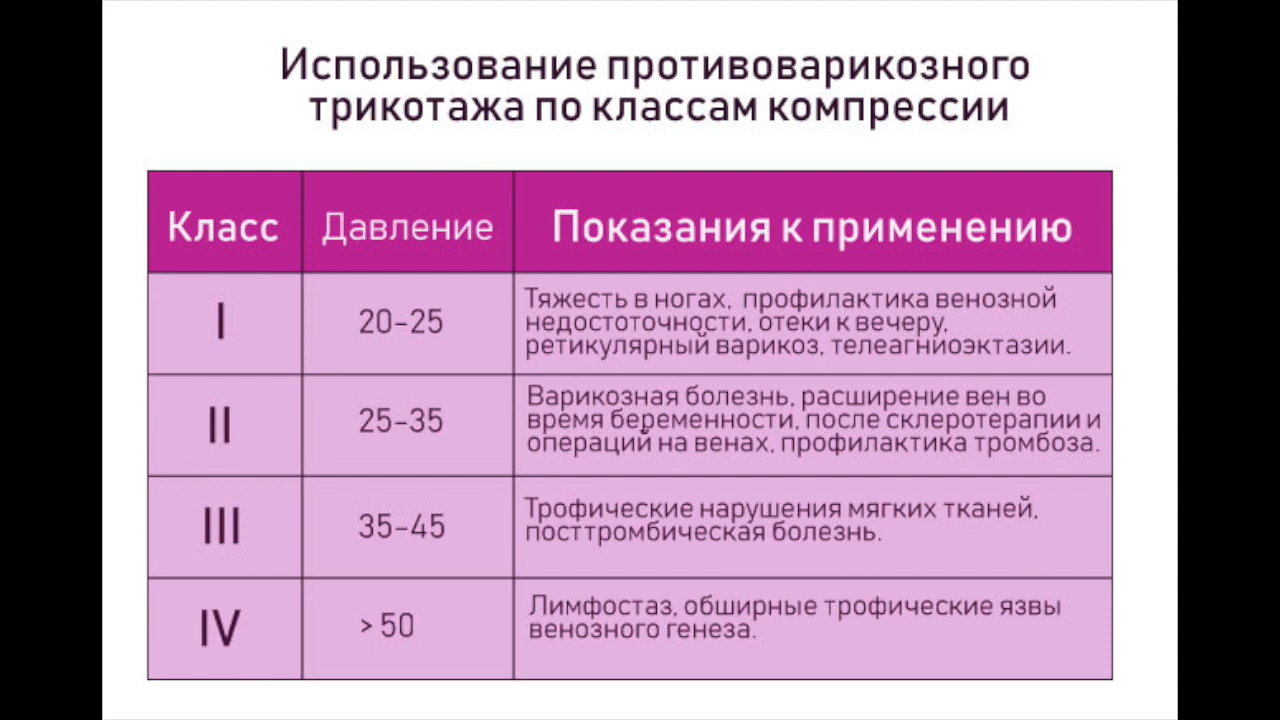 Использование противоварикозного
трикотажа по классам компрессии
Класс Давление Показания к применению
I 20-25 Тяжесть в ногах, профилактика венозной
недостоточности, отеки к вечеру,
ретикулярный варикоз, телеагниоэктазии.
II 25-35 Варикозная болезнь, расширение вен во
время беременности, после склеротерапии и
операций на венах, профилактика тромбоза.
III 35-45 Трофические нарушения мягких тканей,
посттромбическая болезнь.
IV > 50 Лимфостаз, обширные трофические язвы
венозного генеза.